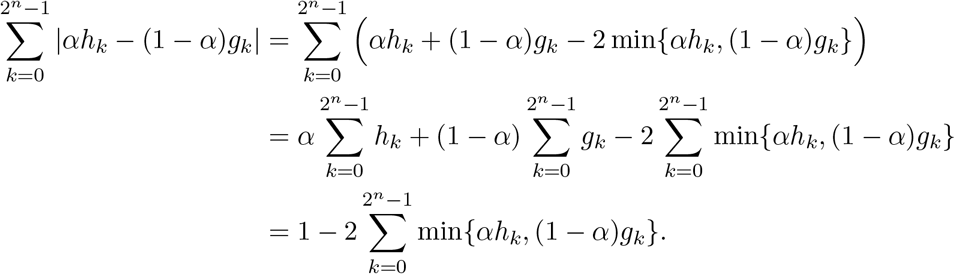 \sum_{k=0}^{2^n-1} |\alpha h_k - (1-\alpha) g_k| = \sum_{k=0}^{2^n-1} \Big( \alpha h_k + (1-\alpha) g_k - 2 \min\{\alpha h_k, (1-\alpha) g_k\} \Big)
= \alpha \sum_{k=0}^{2^n-1} h_k + (1-\alpha) \sum_{k=0}^{2^n-1} g_k - 2 \sum_{k=0}^{2^n-1} \min\{\alpha h_k, (1-\alpha) g_k\}
= 1 - 2 \sum_{k=0}^{2^n-1} \min\{\alpha h_k, (1-\alpha) g_k\}.